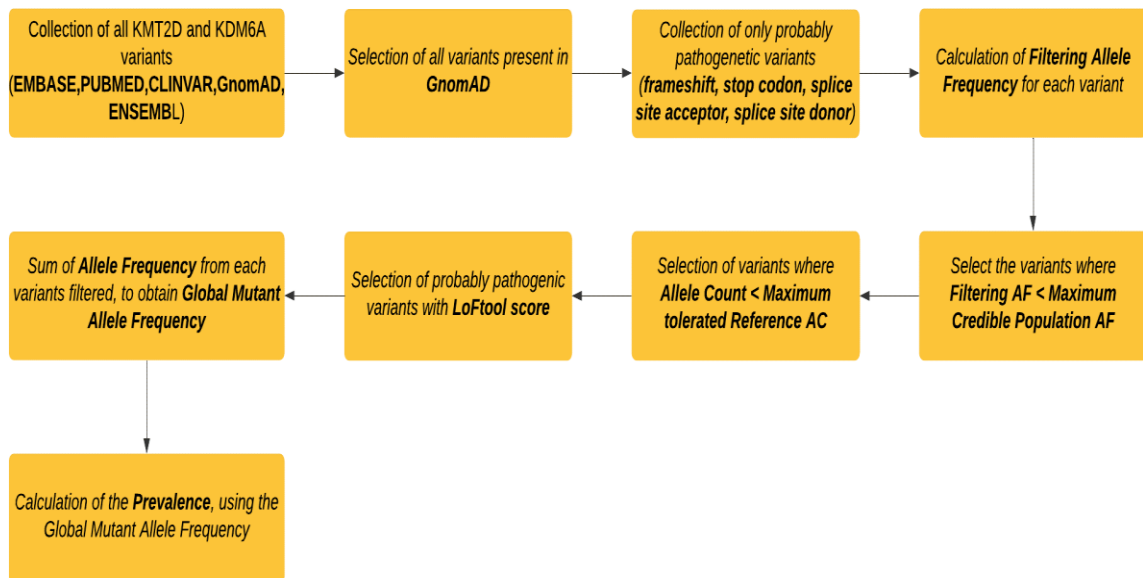 Collection of all KMT2D and KDM6A
variants
(EMBASE,PUBMED,CLINVAR,GnomAD,
ENSEMBL)
Selection of all variants present in
GnomAD
Collection of only probably
pathogenetic variants
(frameshift, stop codon, splice
site acceptor, splice site donor)
Calculation of Filtering Allele
Frequency for each variant
Select the variants where
Filtering AF < Maximum
Credible Population AF
Selection of variants where
Allele Count < Maximum
tolerated Reference AC
Selection of probably pathogenic
variants with LoFtool score
Sum of Allele Frequency from each
variants filtered, to obtain Global Mutant
Allele Frequency
Calculation of the Prevalence, using the
Global Mutant Allele Frequency